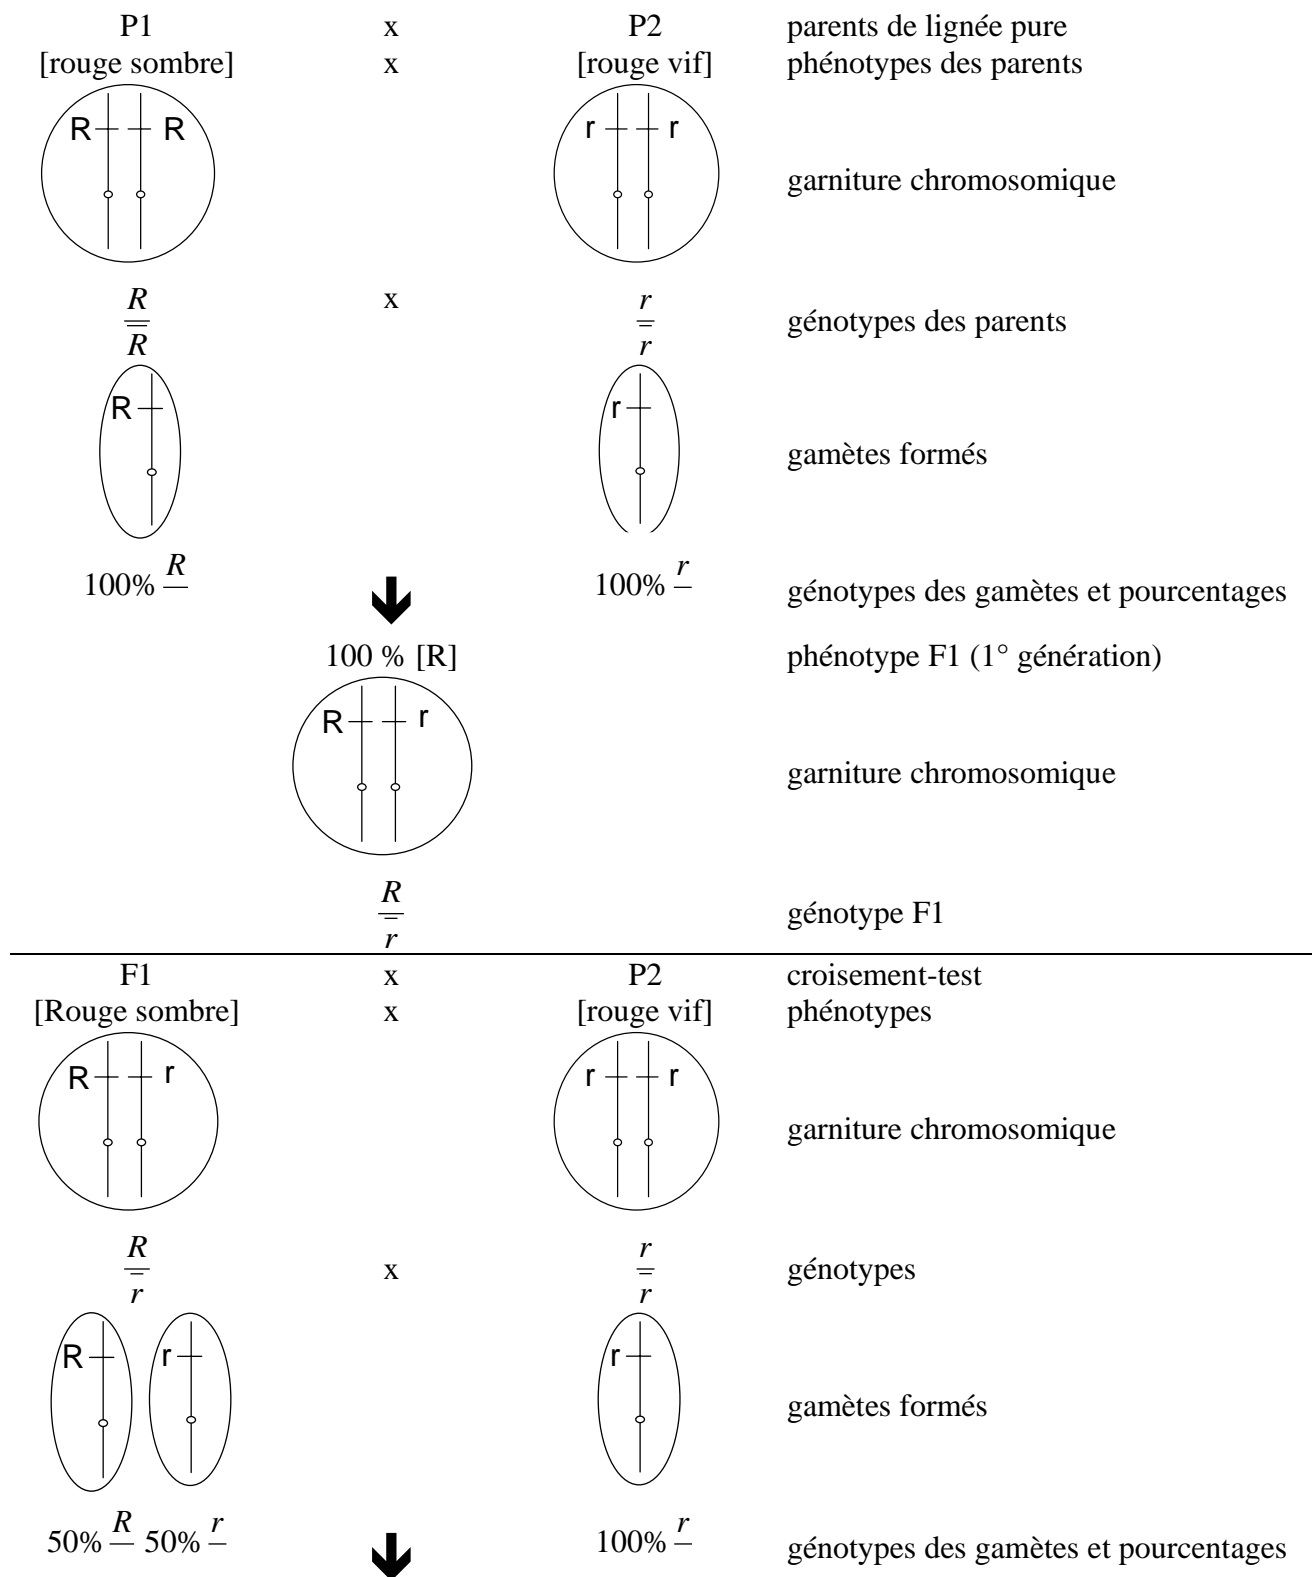 P1 x P2 parents de lignée pure
[rouge sombre] x [rouge vif] phénotypes des parents
R R r r
garniture chromosomique
R x r
R r génotypes des parents
R r
gamètes formés
100% R 100% r génotypes des gamètes et pourcentages
100 % [R] phénotype F1 (1° génération)
R r
garniture chromosomique
R
r génotype F1
F1 x P2 croisement-test
[Rouge sombre] x [rouge vif] phénotypes
R r r r
garniture chromosomique
R r
r x r génotypes
R r r
gamètes formés
50% R 50% r 100% r génotypes des gamètes et pourcentages